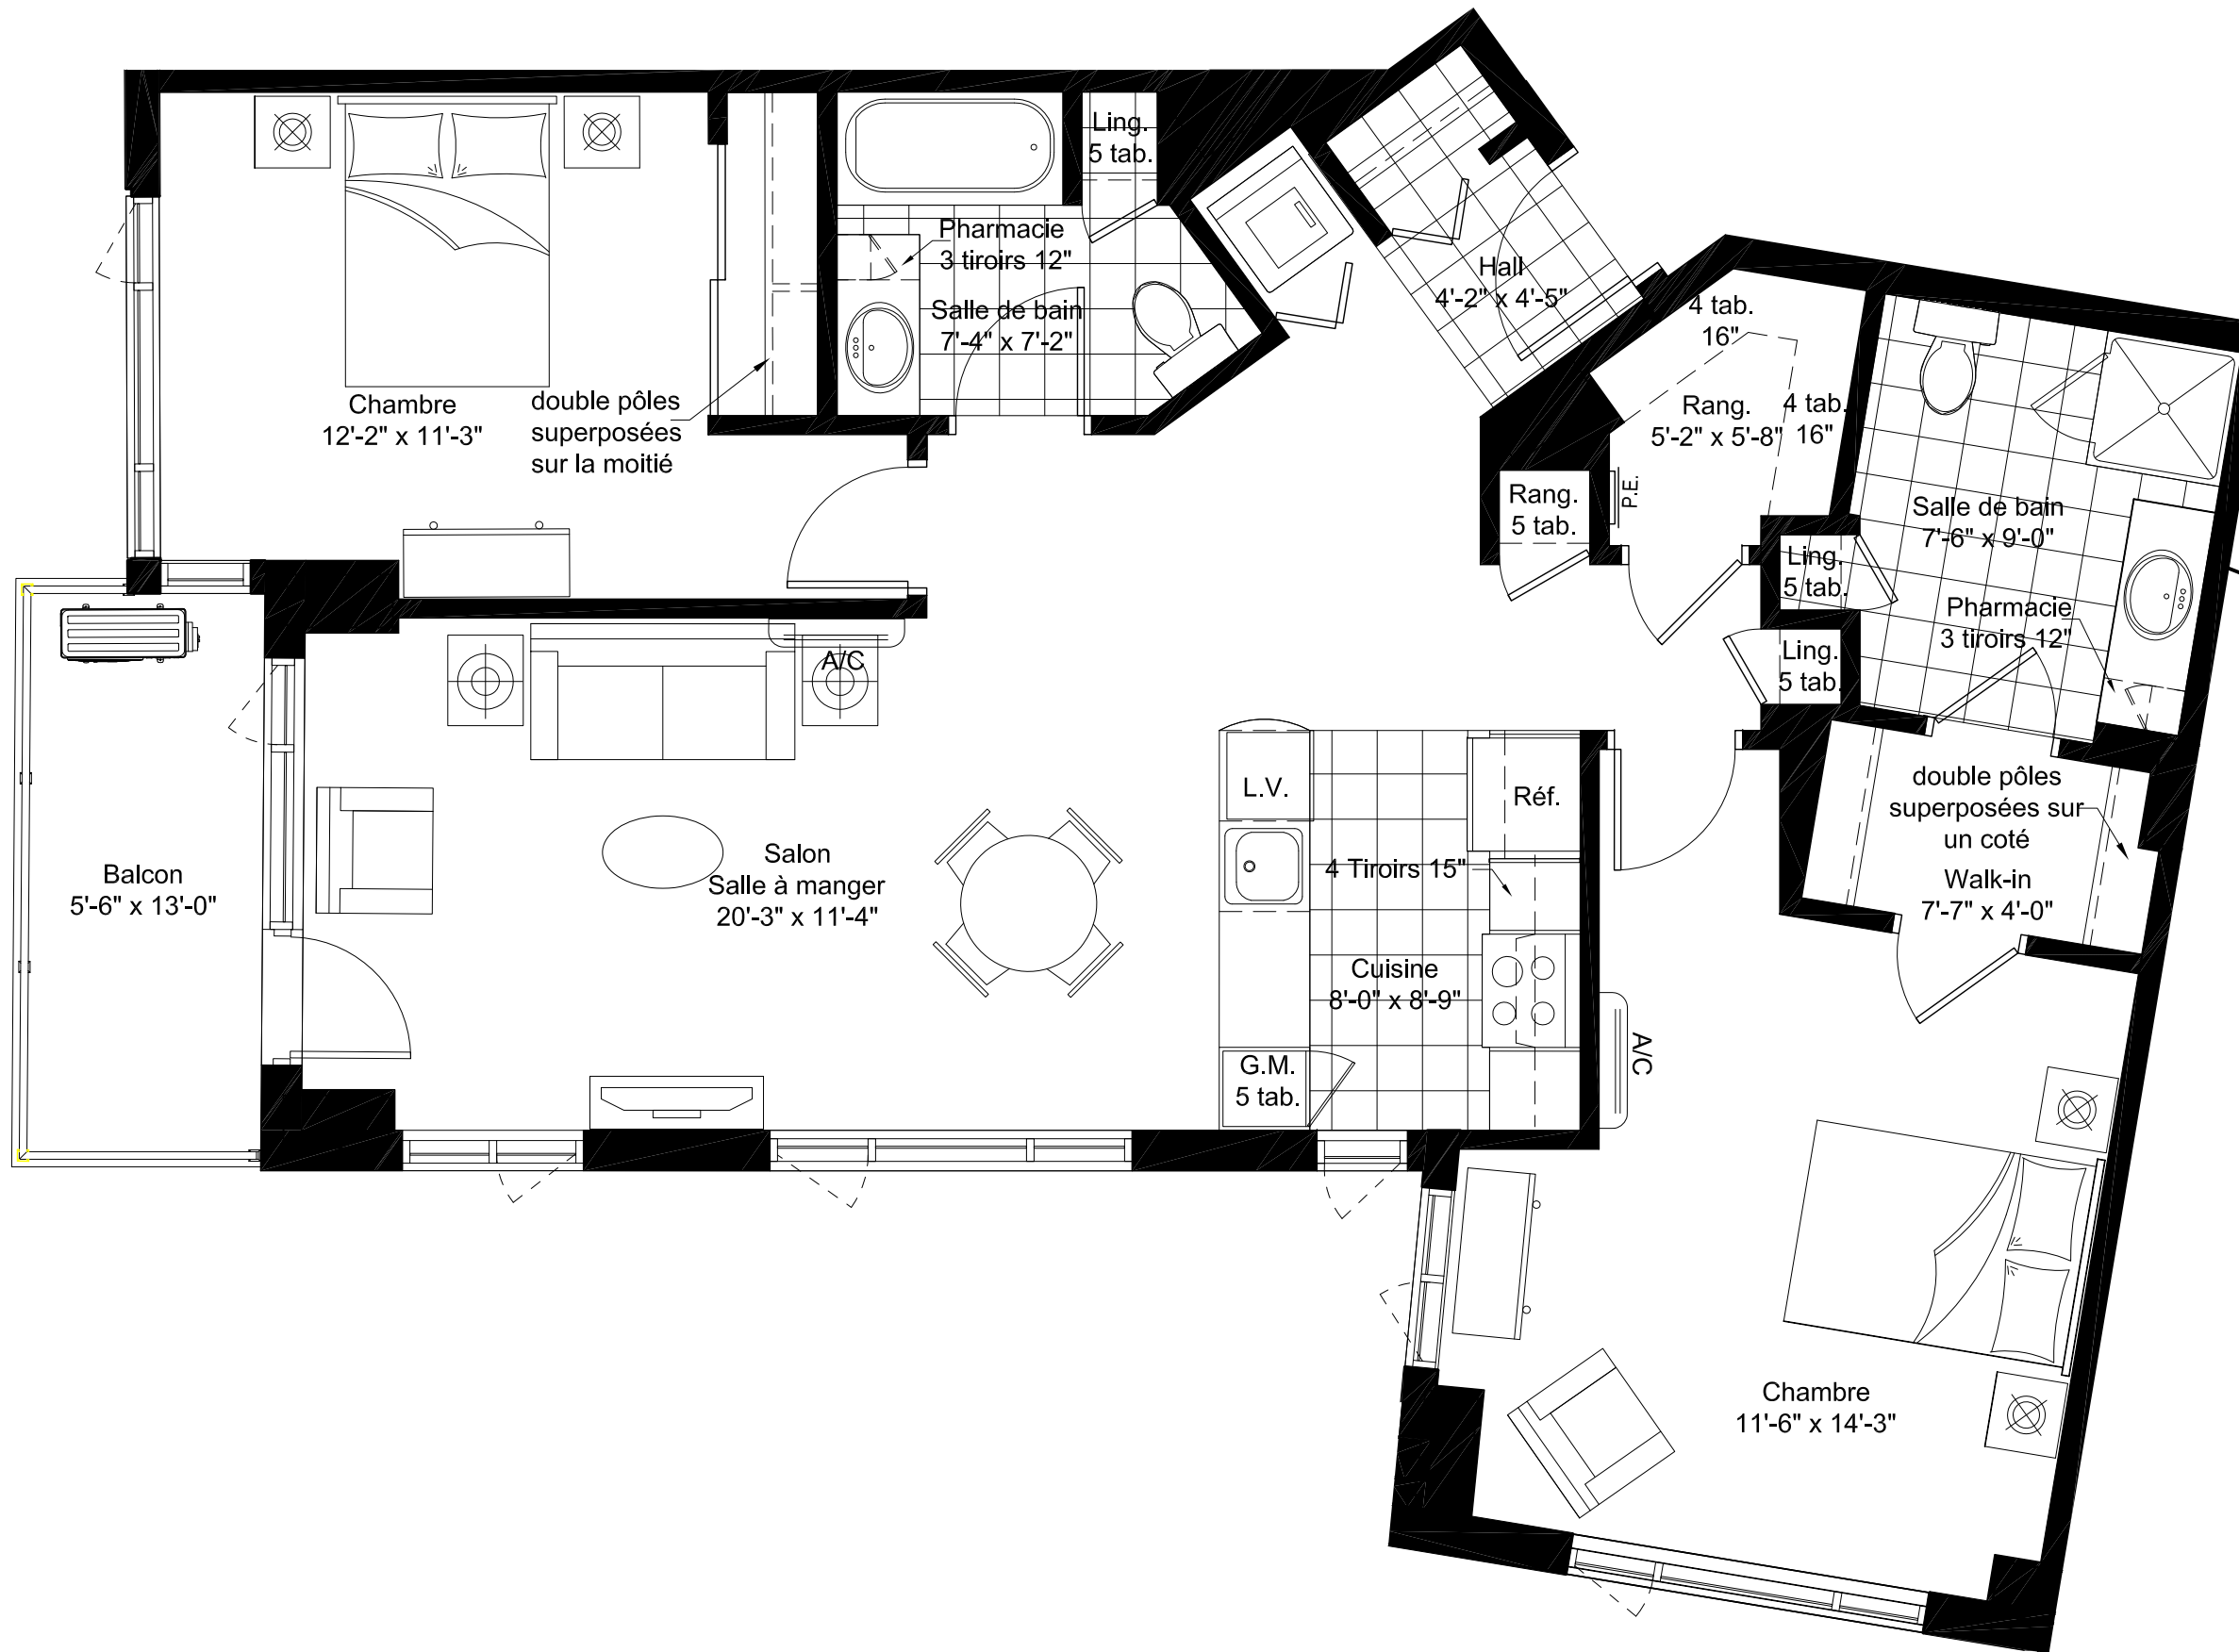 Ling.
5 tab.
Pharmacie
3 tiroirs 12"
Salle de bain
7'-4" x 7'-2"
Hall
4'-2" x 4'-5"
4 tab.
16"
Rang.
5'-2" x 5'-8"
4 tab.
16"
Chambre
12'-2" x 11'-3"
double pôles
superposées
sur la moitié
Rang.
5 tab.
P.E.
Salle de bain
7'-6" x 9'-0"
Ling.
5 tab.
Pharmacie
3 tiroirs 12"
Ling.
5 tab.
A/C
L.V.
Réf.
double pôles
superposées sur
un coté
Walk-in
7'-7" x 4'-0"
Balcon
5'-6" x 13'-0"
Salon
Salle à manger
20'-3" x 11'-4"
4 Tiroirs 15"
Cuisine
8'-0" x 8'-9"
G.M.
5 tab.
A/C
Chambre
11'-6" x 14'-3"